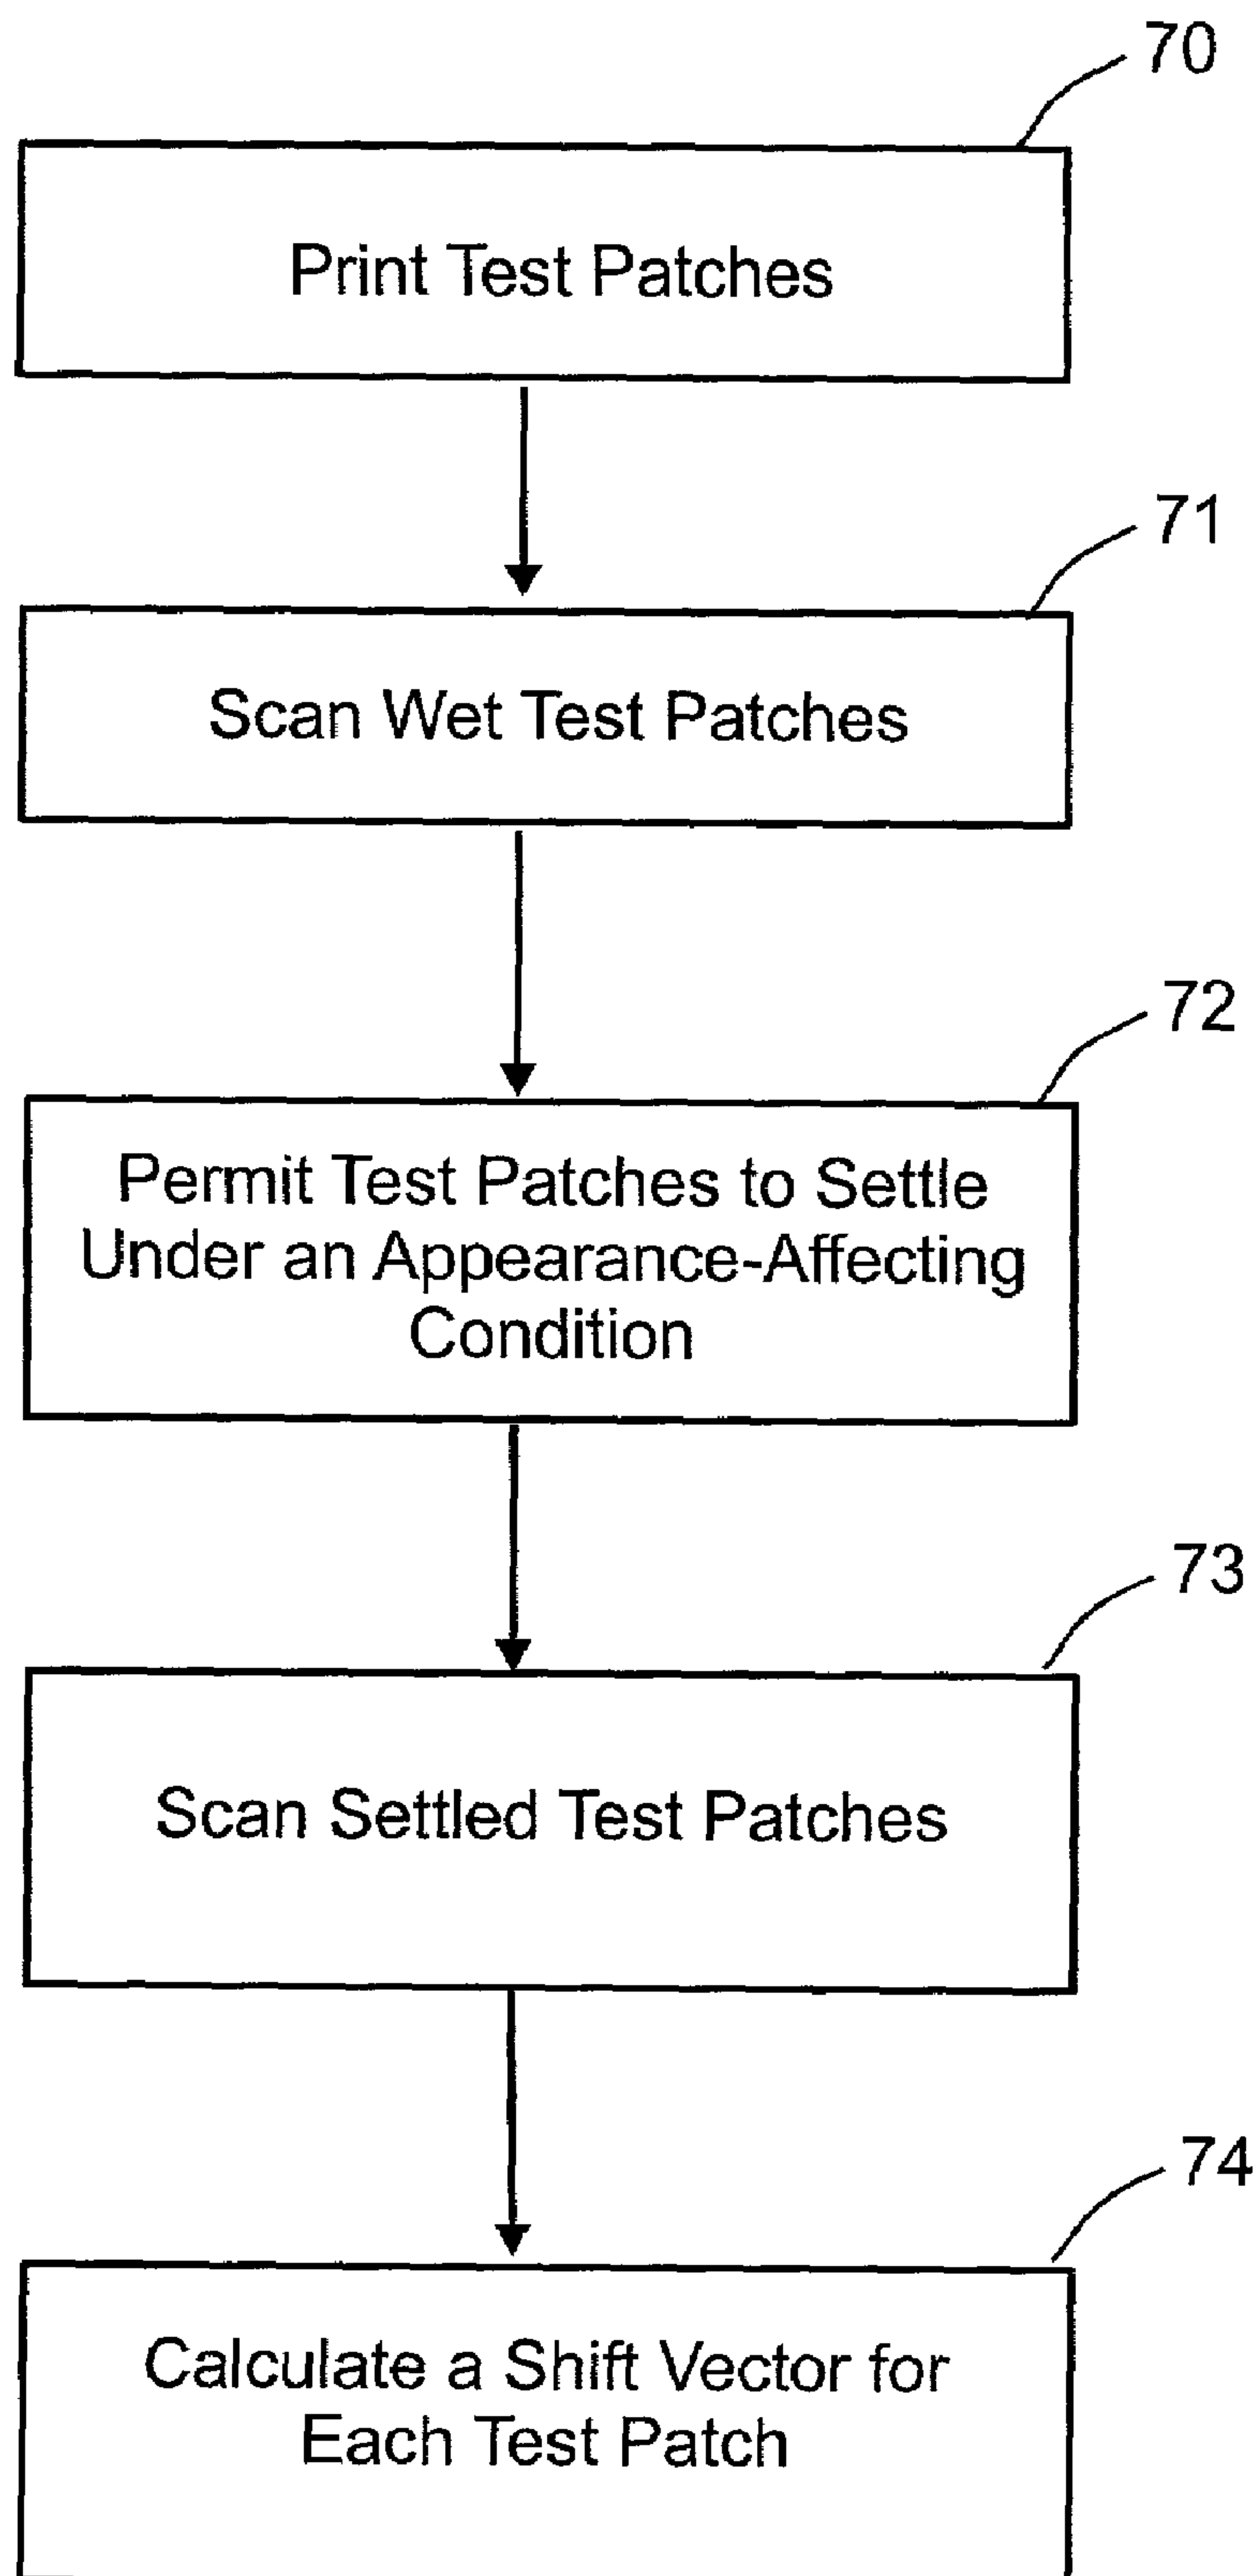 70
Print Test Patches
71
Scan Wet Test Patches
72
Permit Test Patches to Settle
Under an Appearance-Affecting
Condition
73
Scan Settled Test Patches
74
Calculate a Shift Vector for
Each Test Patch